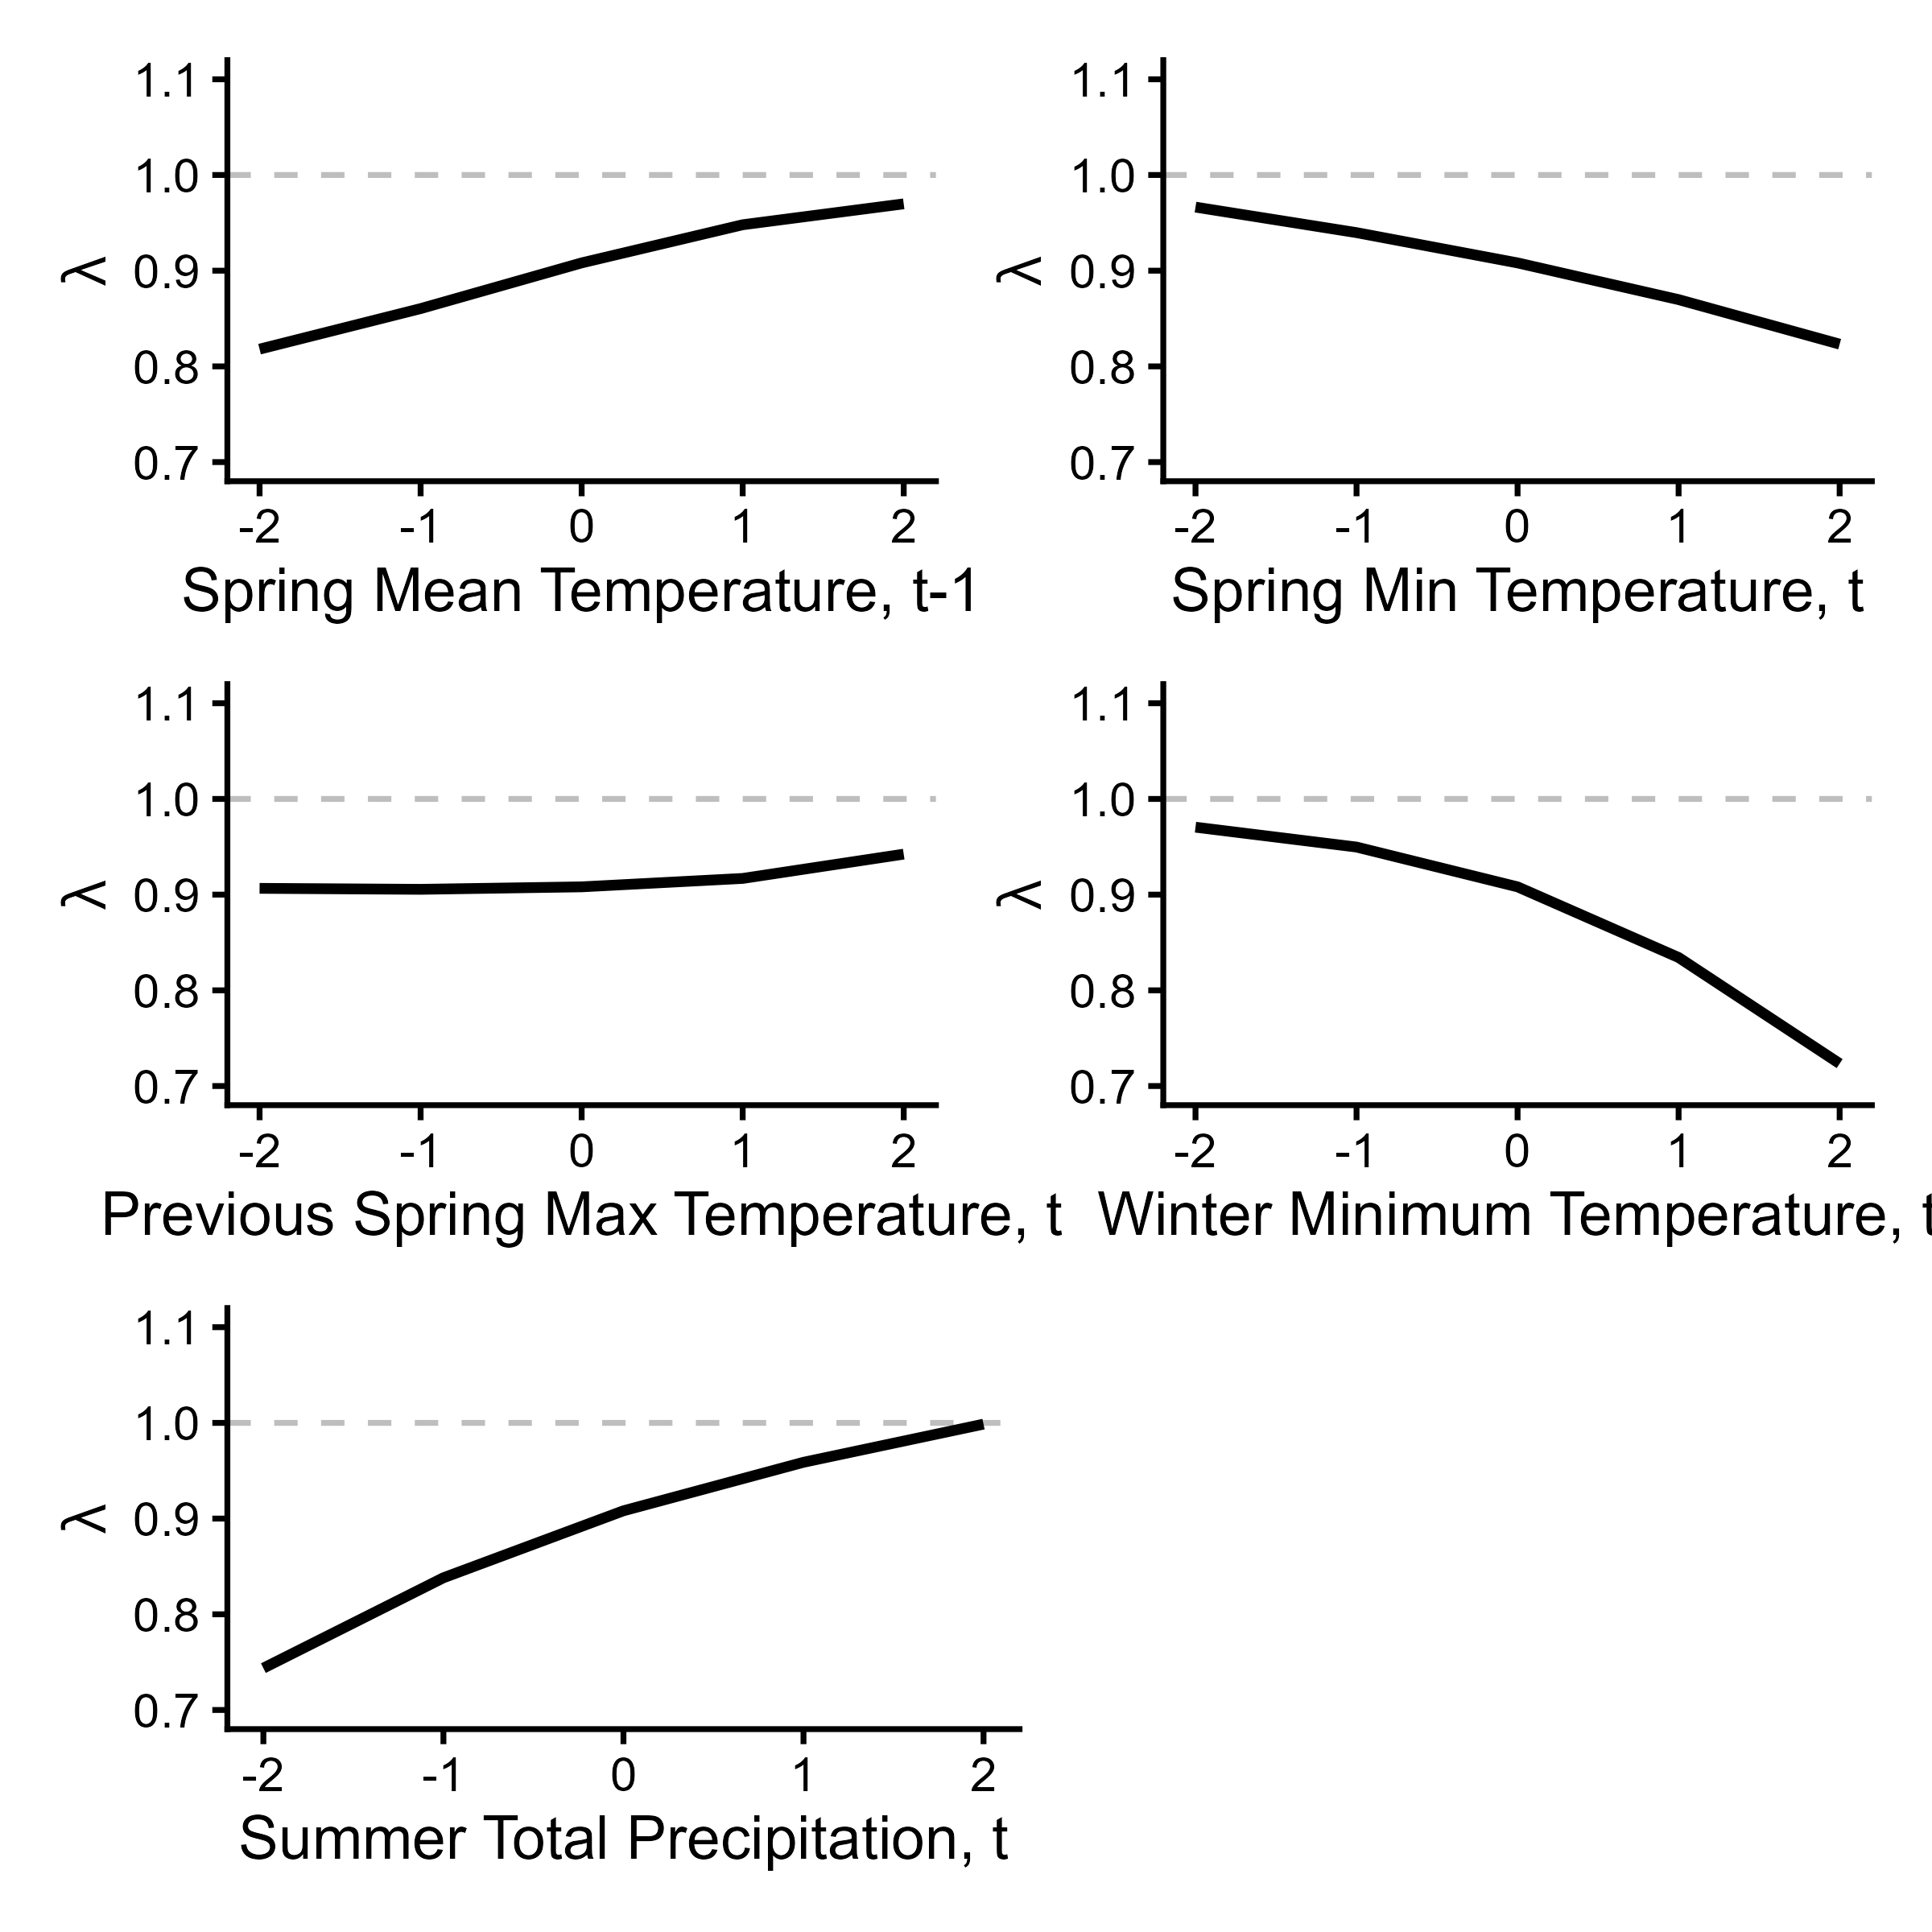 1.1
1.0
0.9
0.8
0.7
λ
-2 -1 0 1 2
Spring Mean Temperature, t-1
1.1
1.0
0.9
0.8
0.7
λ
-2 -1 0 1 2
Spring Min Temperature, t
1.1
1.0
0.9
0.8
0.7
λ
-2 -1 0 1 2
Previous Spring Max Temperature, t
1.1
1.0
0.9
0.8
0.7
λ
-2 -1 0 1 2
Winter Minimum Temperature, t
1.1
1.0
0.9
0.8
0.7
λ
-2 -1 0 1 2
Summer Total Precipitation, t